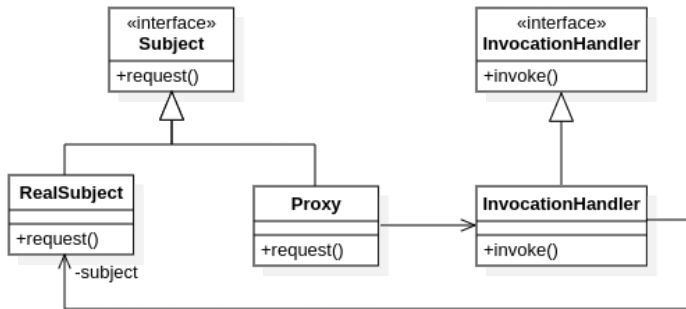 «interface»
Subject
+request()
«interface»
InvocationHandler
+invoke()
RealSubject
+request()
Proxy
+request()
InvocationHandler
+invoke()
-subject